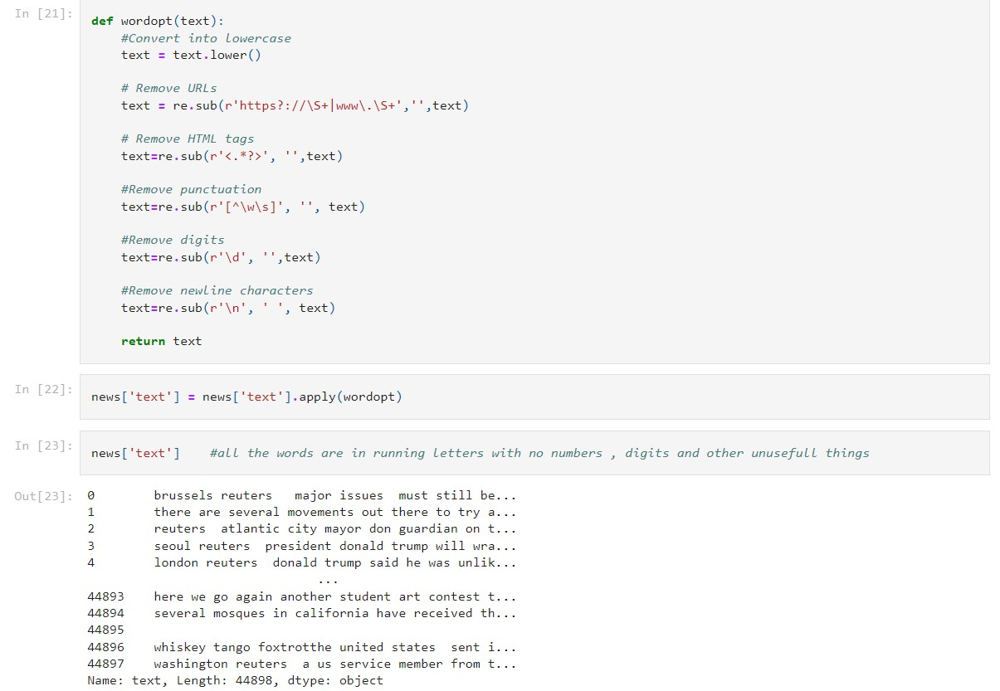 In [21]:
def wordopt(text):
    #Convert into lowercase
    text = text.lower()

    # Remove URLs
    text = re.sub(r'https?://\S+|www\.\S+','',text)

    # Remove HTML tags
    text=re.sub(r'<.*?>', '',text)

    #Remove punctuation
    text=re.sub(r'[^\w\s]', '', text)

    #Remove digits
    text=re.sub(r'\d', '',text)

    #Remove newline characters
    text=re.sub(r'\n', ' ', text)

    return text
In [22]:
news['text'] = news['text'].apply(wordopt)
In [23]:
news['text']    #all the words are in running letters with no numbers , digits and other unusefull things
Out[23]:
0        brussels reuters   major issues  must still be...
1        there are several movements out there to try a...
2        reuters  atlantic city mayor don guardian on t...
3        seoul reuters  president donald trump will wra...
4        london reuters  donald trump said he was unlik...
                               ...
44893    here we go again another student art contest t...
44894    several mosques in california have received th...
44895
44896    whiskey tango foxtrotthe united states  sent i...
44897    washington reuters  a us service member from t...
Name: text, Length: 44898, dtype: object